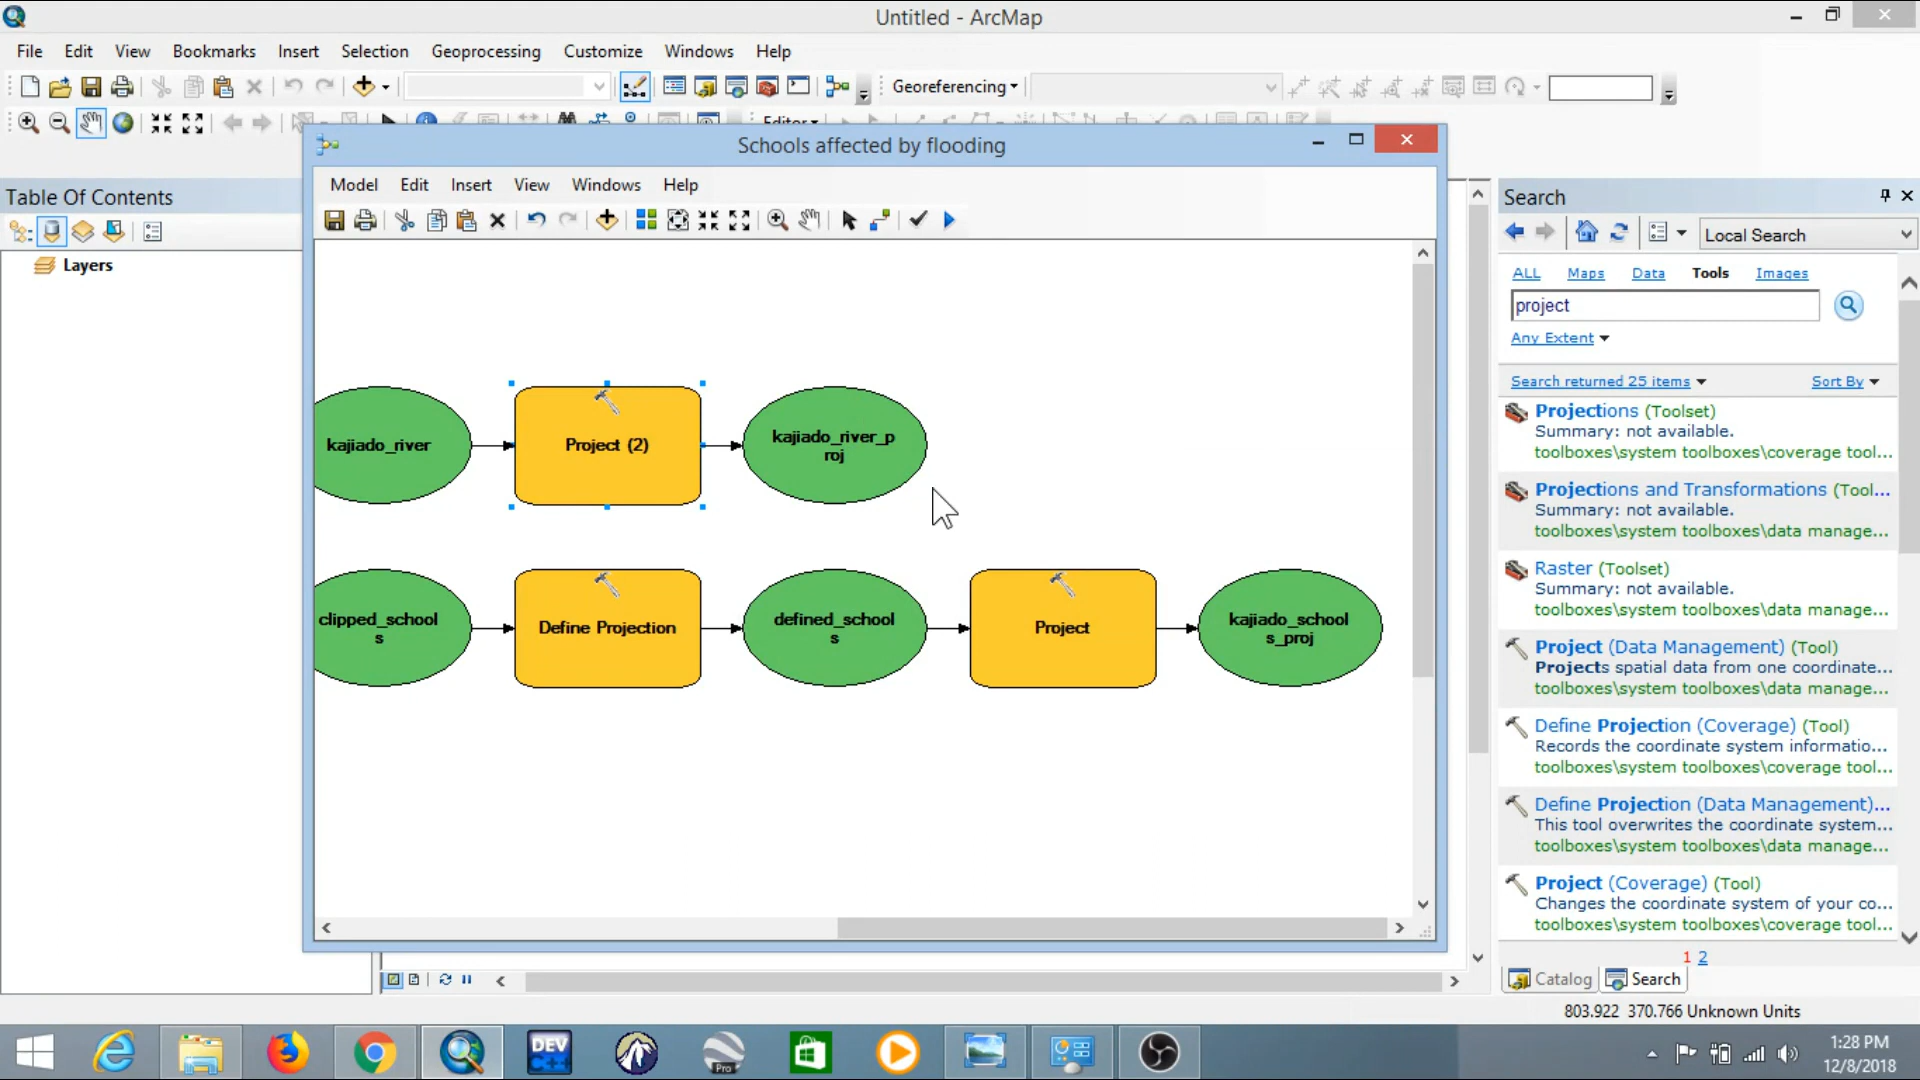 Untitled - ArcMap
File Edit View Bookmarks Insert Selection Geoprocessing Customize Windows Help
Georeferencing
Editor
Schools affected by flooding
Model Edit Insert View Windows Help
Table Of Contents
Layers
kajiado_river
Project (2)
kajiado_river_p
roj
clipped_school
s
Define Projection
defined_school
s
Project
kajiado_school
s_proj
Search
Local Search
ALL Maps Data Tools Images
project
Any Extent
Search returned 25 items
Sort By
Projections (Toolset)
Summary: not available.
toolboxes\system toolboxes\coverage tool...
Projections and Transformations (Tool...
Summary: not available.
toolboxes\system toolboxes\data manage...
Raster (Toolset)
Summary: not available.
toolboxes\system toolboxes\data manage...
Project (Data Management) (Tool)
Projects spatial data from one coordinate...
toolboxes\system toolboxes\data manage...
Define Projection (Coverage) (Tool)
Records the coordinate system informatio...
toolboxes\system toolboxes\coverage tool...
Define Projection (Data Management)...
This tool overwrites the coordinate system...
toolboxes\system toolboxes\data manage...
Project (Coverage) (Tool)
Changes the coordinate system of your co...
toolboxes\system toolboxes\coverage tool...
1 2
Catalog Search
803.922 370.766 Unknown Units
DEV
C++
Pro
1:28 PM
12/8/2018